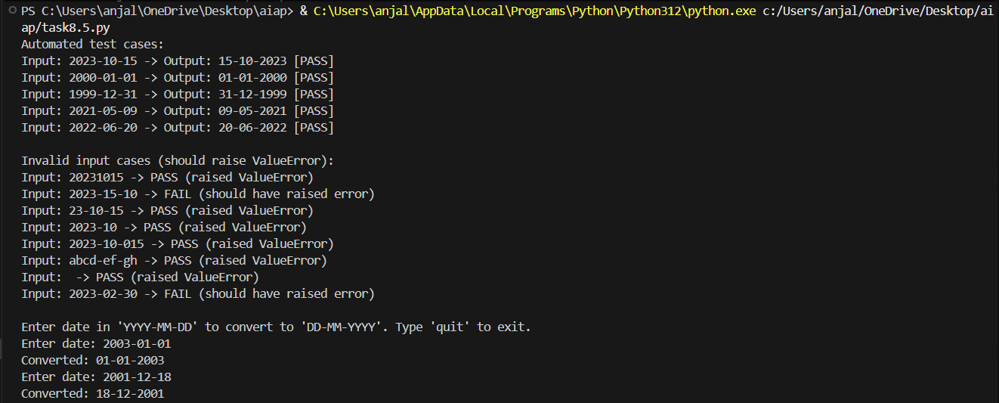 PS C:\Users\anjal\OneDrive\Desktop\aiap> & C:\Users\anjal\AppData\Local\Programs\Python\Python312\python.exe c:/Users/anjal/OneDrive/Desktop/ai
ap/task8.5.py
Automated test cases:
Input: 2023-10-15 -> Output: 15-10-2023 [PASS]
Input: 2000-01-01 -> Output: 01-01-2000 [PASS]
Input: 1999-12-31 -> Output: 31-12-1999 [PASS]
Input: 2021-05-09 -> Output: 09-05-2021 [PASS]
Input: 2022-06-20 -> Output: 20-06-2022 [PASS]

Invalid input cases (should raise ValueError):
Input: 20231015 -> PASS (raised ValueError)
Input: 2023-15-10 -> FAIL (should have raised error)
Input: 23-10-15 -> PASS (raised ValueError)
Input: 2023-10 -> PASS (raised ValueError)
Input: 2023-10-015 -> PASS (raised ValueError)
Input: abcd-ef-gh -> PASS (raised ValueError)
Input:  -> PASS (raised ValueError)
Input: 2023-02-30 -> FAIL (should have raised error)

Enter date in 'YYYY-MM-DD' to convert to 'DD-MM-YYYY'. Type 'quit' to exit.
Enter date: 2003-01-01
Converted: 01-01-2003
Enter date: 2001-12-18
Converted: 18-12-2001